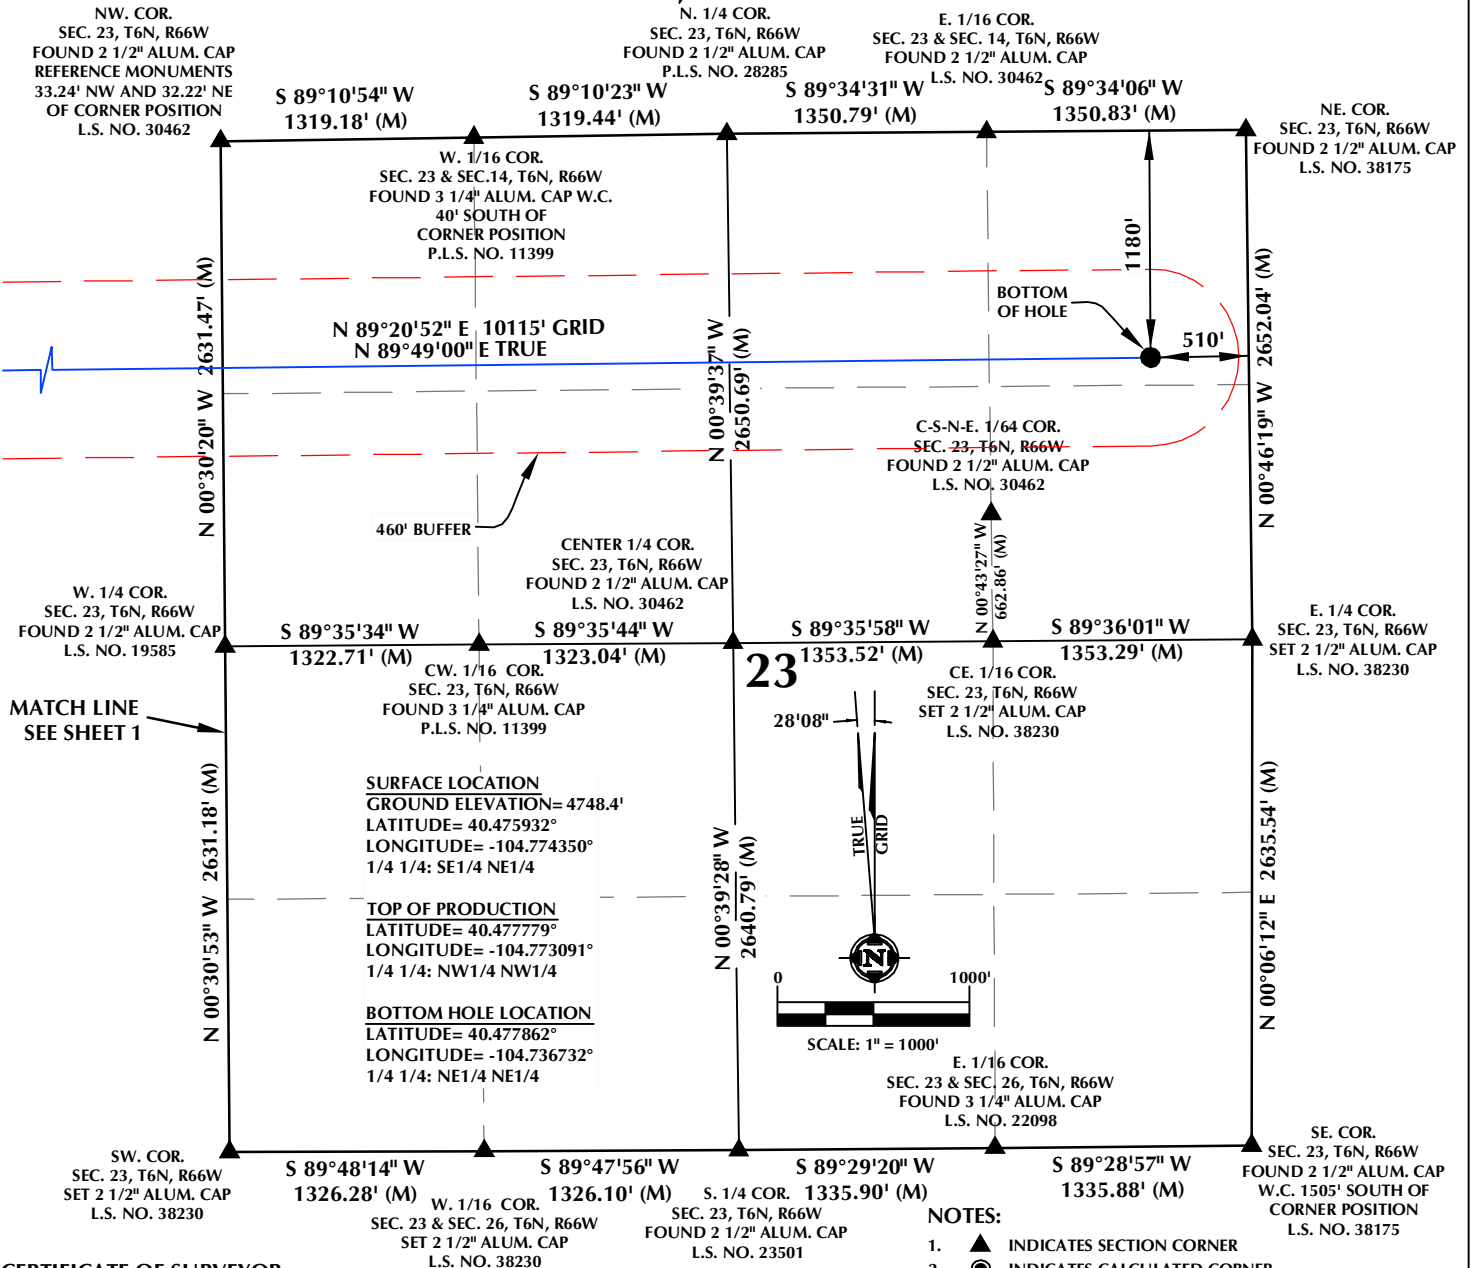 NW. COR.
SEC. 23, T6N, R66W
FOUND 2 1/2" ALUM. CAP
REFERENCE MONUMENTS
33.24' NW AND 32.22' NE
OF CORNER POSITION
L.S. NO. 30462
N. 1/4 COR.
SEC. 23, T6N, R66W
FOUND 2 1/2" ALUM. CAP
P.L.S. NO. 28285
E. 1/16 COR.
SEC. 23 & SEC. 14, T6N, R66W
FOUND 2 1/2" ALUM. CAP
L.S. NO. 30462
NE. COR.
SEC. 23, T6N, R66W
FOUND 2 1/2" ALUM. CAP
L.S. NO. 38175
S 89°10'54" W
1319.18' (M)
S 89°10'23" W
1319.44' (M)
S 89°34'31" W
1350.79' (M)
S 89°34'06" W
1350.83' (M)
W. 1/16 COR.
SEC. 23 & SEC.14, T6N, R66W
FOUND 3 1/4" ALUM. CAP W.C.
40' SOUTH OF
CORNER POSITION
P.L.S. NO. 11399
1180'
BOTTOM
OF HOLE
510'
N 89°20'52" E 10115' GRID
N 89°49'00" E TRUE
N 00°30'20" W 2631.47' (M)
N 00°39'37" W
2650.69' (M)
N 00°46'19" W 2652.04' (M)
C-S-N-E. 1/64 COR.
SEC. 23, T6N, R66W
FOUND 2 1/2" ALUM. CAP
L.S. NO. 30462
460' BUFFER
CENTER 1/4 COR.
SEC. 23, T6N, R66W
FOUND 2 1/2" ALUM. CAP
L.S. NO. 30462
N 00°43'27" W
662.86' (M)
W. 1/4 COR.
SEC. 23, T6N, R66W
FOUND 2 1/2" ALUM. CAP
L.S. NO. 19585
E. 1/4 COR.
SEC. 23, T6N, R66W
SET 2 1/2" ALUM. CAP
L.S. NO. 38230
S 89°35'34" W
1322.71' (M)
S 89°35'44" W
1323.04' (M)
S 89°35'58" W
1353.52' (M)
S 89°36'01" W
1353.29' (M)
23
CW. 1/16 COR.
SEC. 23, T6N, R66W
FOUND 3 1/4" ALUM. CAP
P.L.S. NO. 11399
CE. 1/16 COR.
SEC. 23, T6N, R66W
SET 2 1/2" ALUM. CAP
L.S. NO. 38230
MATCH LINE
SEE SHEET 1
28'08"
TRUE
GRID
N
0 1000'
SCALE: 1" = 1000'
SURFACE LOCATION
GROUND ELEVATION= 4748.4'
LATITUDE= 40.475932°
LONGITUDE= -104.774350°
1/4 1/4: SE1/4 NE1/4
TOP OF PRODUCTION
LATITUDE= 40.477779°
LONGITUDE= -104.773091°
1/4 1/4: NW1/4 NW1/4
BOTTOM HOLE LOCATION
LATITUDE= 40.477862°
LONGITUDE= -104.736732°
1/4 1/4: NE1/4 NE1/4
N 00°30'53" W 2631.18' (M)
N 00°39'28" W
2640.79' (M)
N 00°06'12" E 2635.54' (M)
E. 1/16 COR.
SEC. 23 & SEC. 26, T6N, R66W
FOUND 3 1/4" ALUM. CAP
L.S. NO. 22098
SW. COR.
SEC. 23, T6N, R66W
SET 2 1/2" ALUM. CAP
L.S. NO. 38230
S 89°48'14" W
1326.28' (M)
S 89°47'56" W
1326.10' (M)
S 89°29'20" W
1335.90' (M)
S 89°28'57" W
1335.88' (M)
W. 1/16 COR.
SEC. 23 & SEC. 26, T6N, R66W
SET 2 1/2" ALUM. CAP
L.S. NO. 38230
S. 1/4 COR.
SEC. 23, T6N, R66W
FOUND 2 1/2" ALUM. CAP
L.S. NO. 23501
SE. COR.
SEC. 23, T6N, R66W
FOUND 2 1/2" ALUM. CAP
W.C. 1505' SOUTH OF
CORNER POSITION
L.S. NO. 38175
NOTES:
1. INDICATES SECTION CORNER
2. INDICATES CALCULATED CORNER
CERTIFICATE OF SURVEYOR